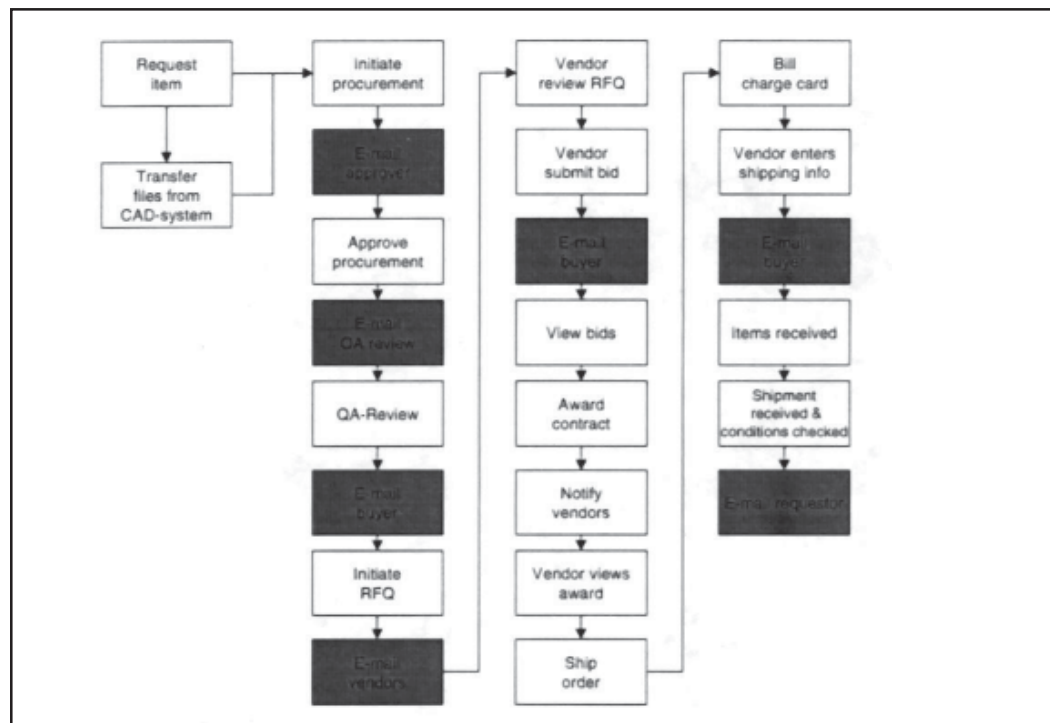 Request
item
Transfer
files from
CAD-system
Initiate
procurement
E-mail
approver
Approve
procurement
E-mail
QA review
QA-Review
E-mail
buyer
Initiate
RFQ
E-mail
vendors
Vendor
review RFQ
Vendor
submit bid
E-mail
buyer
View bids
Award
contract
Notify
vendors
Vendor views
award
Ship
order
Bill
charge card
Vendor enters
shipping info
E-mail
buyer
Items received
Shipment
received &
conditions checked
E-mail requestor